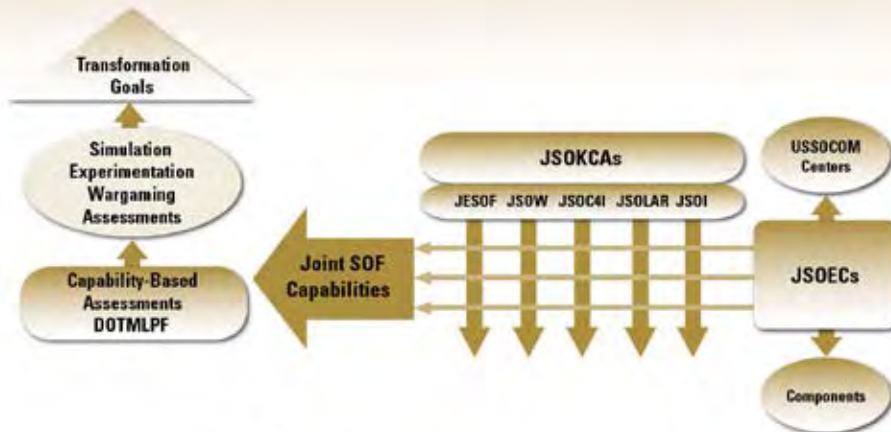 Transformation
Goals
Simulation
Experimentation
Wargaming
Assessments
Capability-Based
Assessments
DOTMLPF
Joint SOF
Capabilities
JSOKCAs
JESOF JSOW JSOC4I JSOLAR JSOI
USSOCOM
Centers
JSOECs
Components